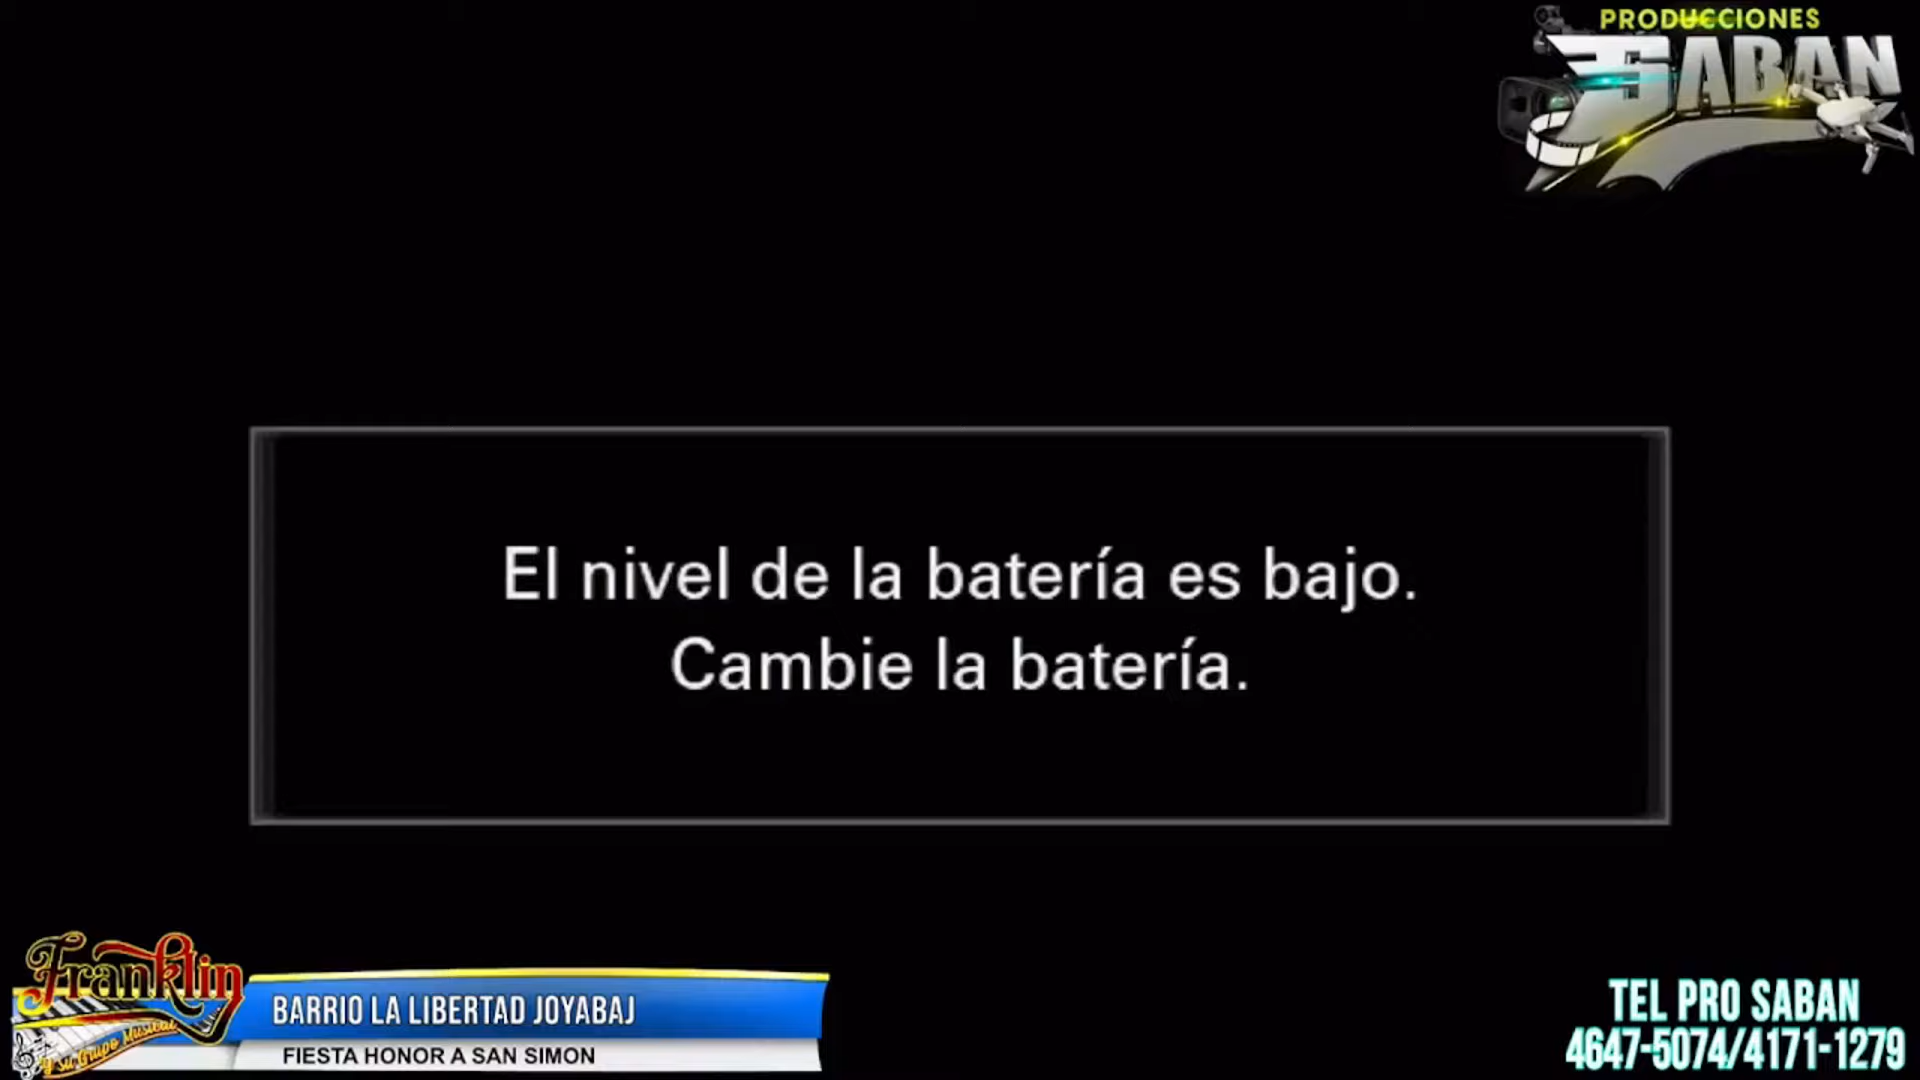 PRODUCCIONES
SABAN
El nivel de la batería es bajo.
Cambie la batería.
Franklin
y su Grupo Musical
BARRIO LA LIBERTAD JOYABAJ
FIESTA HONOR A SAN SIMON
TEL PRO SABAN
4647-5074/4171-1279